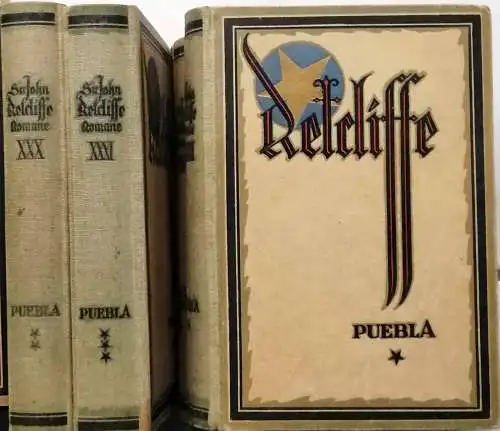 Sir John
Retcliffe
Romane
XXX
PUEBLA
Sir John
Retcliffe
Romane
XXXI
PUEBLA
Retcliffe
PUEBLA